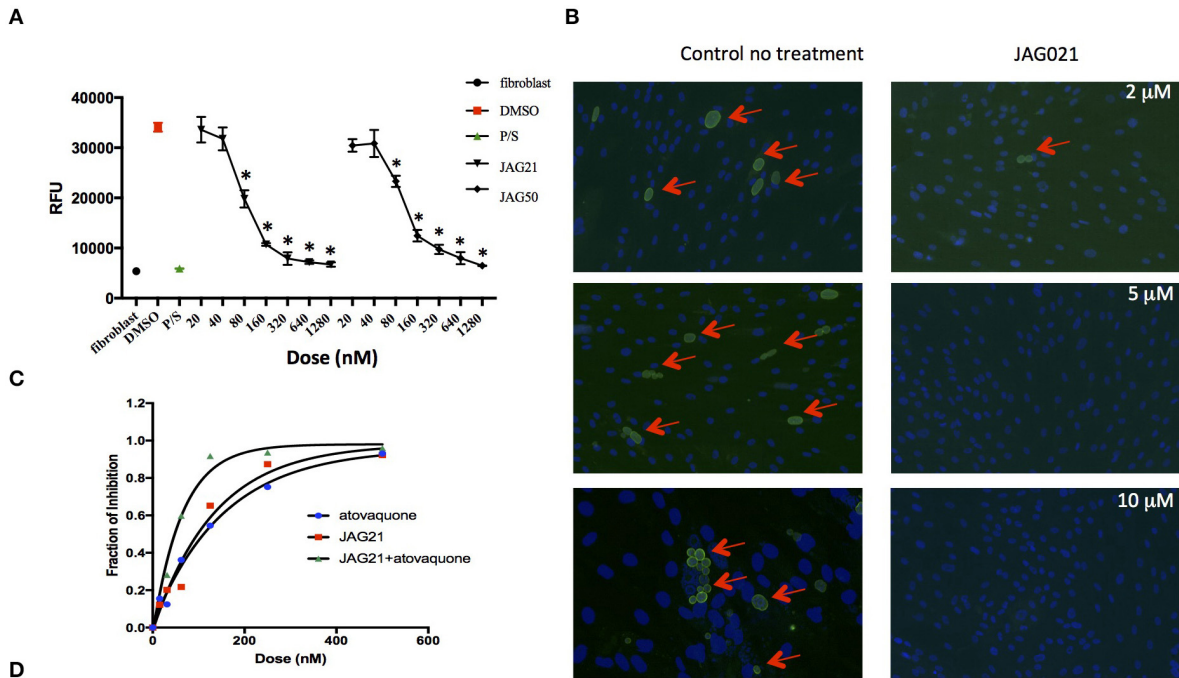 A
fibroblast
DMSO
P/S
JAG21
JAG50
RFU
40000
30000
20000
10000
0
fibroblast
DMSO
P/S
20
40
80
160
320
640
1280
20
40
80
160
320
640
1280
* * * * * * * * * *
Dose (nM)
B
Control no treatment
JAG021
2 μM
5 μM
10 μM
C
Fraction of Inhibition
1.2
1.0
0.8
0.6
0.4
0.2
0.0
atovaquone
JAG21
JAG21+atovaquone
0
200
400
600
Dose (nM)
D